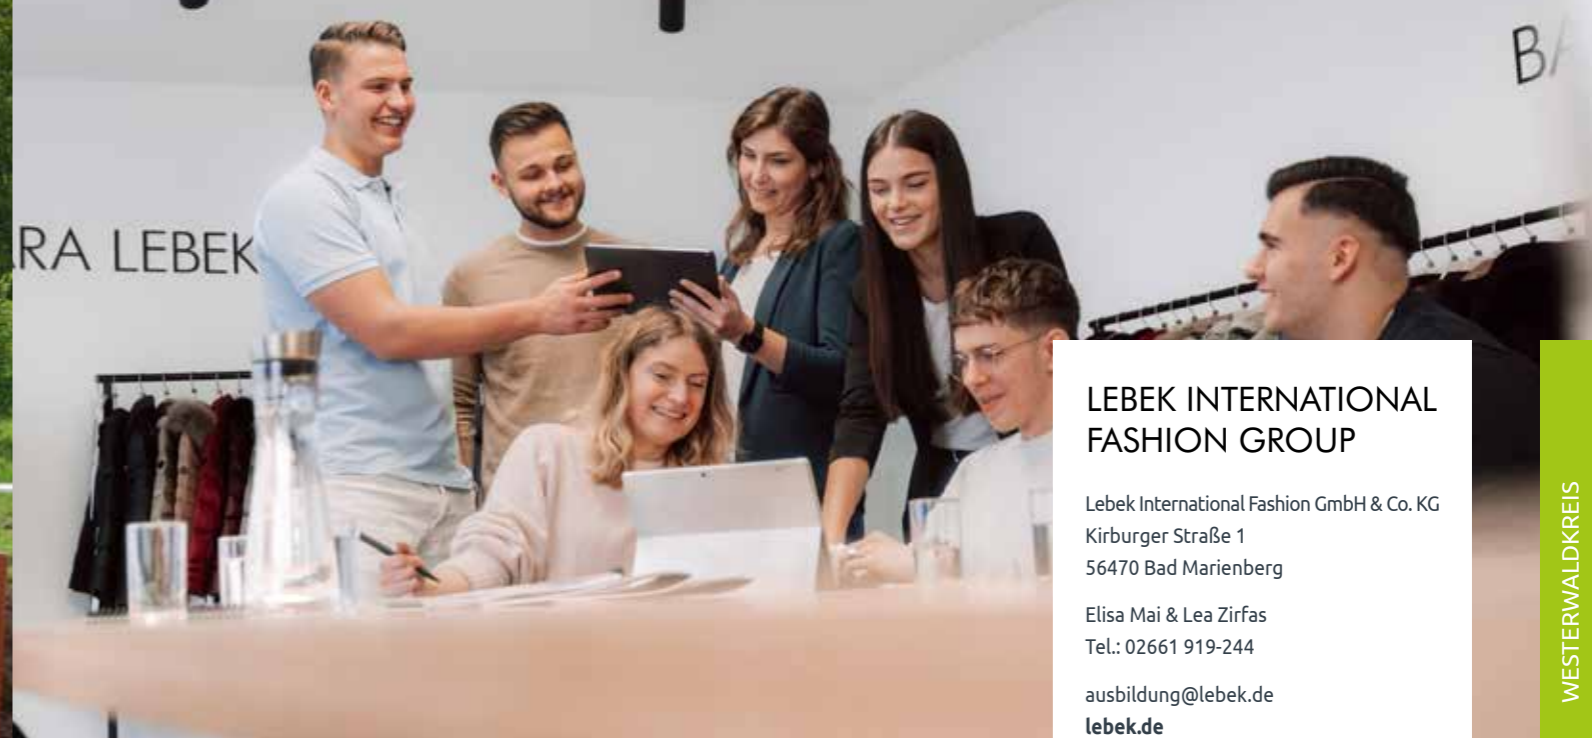 RA LEBEK
BA
LEBEK INTERNATIONAL
FASHION GROUP
Lebek International Fashion GmbH & Co. KG
Kirburger Straße 1
56470 Bad Marienberg
Elisa Mai & Lea Zirfas
Tel.: 02661 919-244
ausbildung@lebek.de
lebek.de
WESTERWALDKREIS